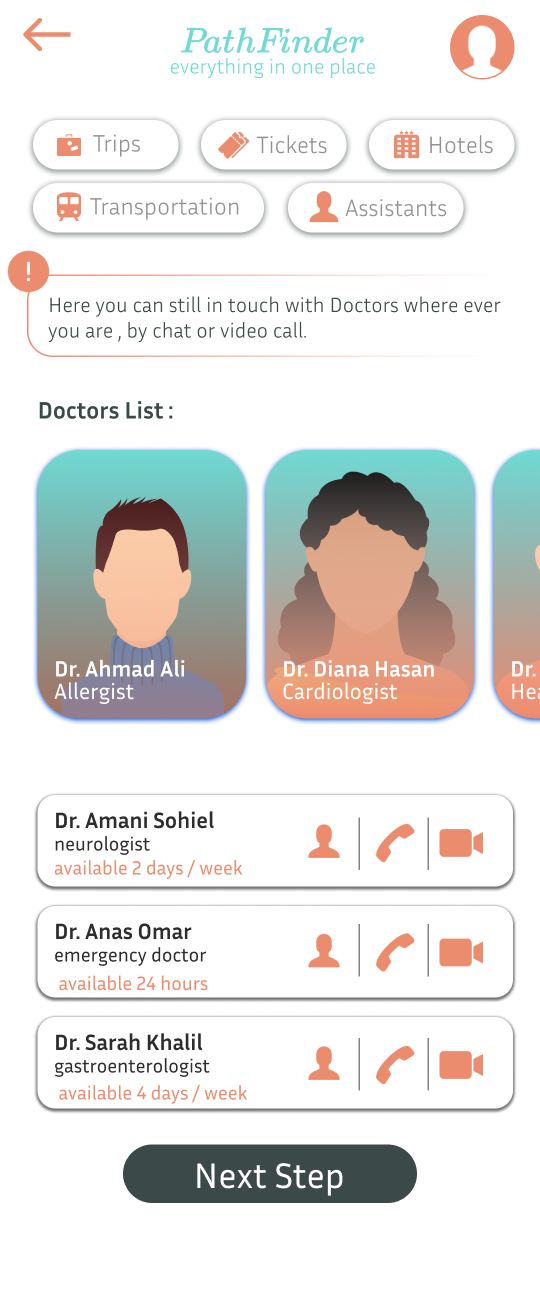 PathFinder
everything in one place
Trips
Tickets
Hotels
Transportation
Assistants
!
Here you can still in touch with Doctors where ever
you are , by chat or video call.
Doctors List :
Dr. Ahmad Ali
Allergist
Dr. Diana Hasan
Cardiologist
Dr.
Dr. Amani Sohiel
neurologist
available 2 days / week
Dr. Anas Omar
emergency doctor
available 24 hours
Dr. Sarah Khalil
gastroenterologist
available 4 days / week
Next Step